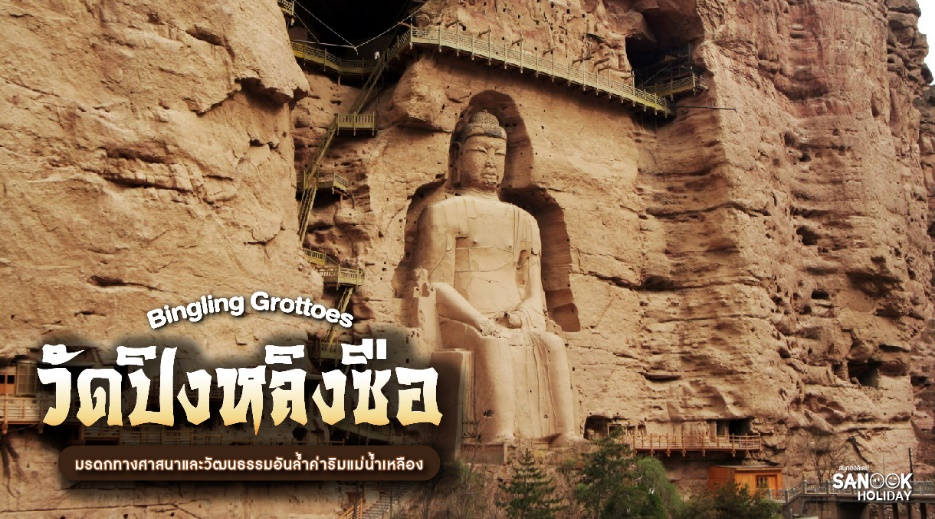 Bingling Grottoes
วัดปิงหลิงซือ
มรดกทางศาสนาและวัฒนธรรมอันล้ำค่าริมแม่น้ำเหลือง
SANOOK
HOLIDAY